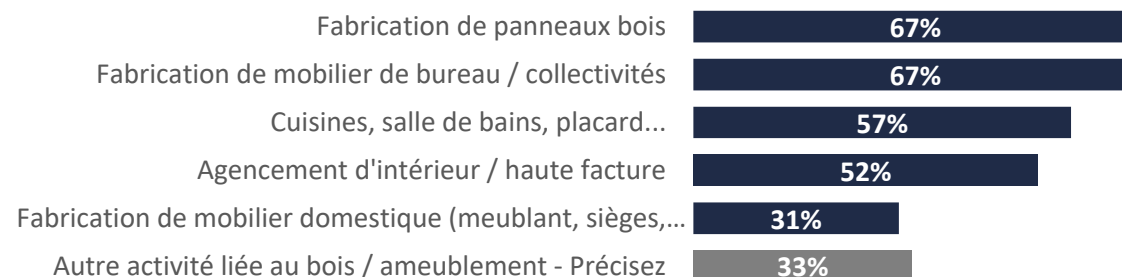 Fabrication de panneaux bois 67%
Fabrication de mobilier de bureau / collectivités 67%
Cuisines, salle de bains, placard... 57%
Agencement d'intérieur / haute facture 52%
Fabrication de mobilier domestique (meublant, sièges,... 31%
Autre activité liée au bois / ameublement - Précisez 33%